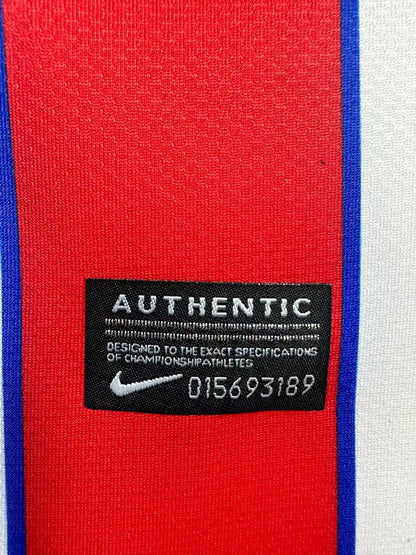 AUTHENTIC
DESIGNED TO THE EXACT SPECIFICATIONS
OF CHAMPIONSHIPATHLETES
015693189